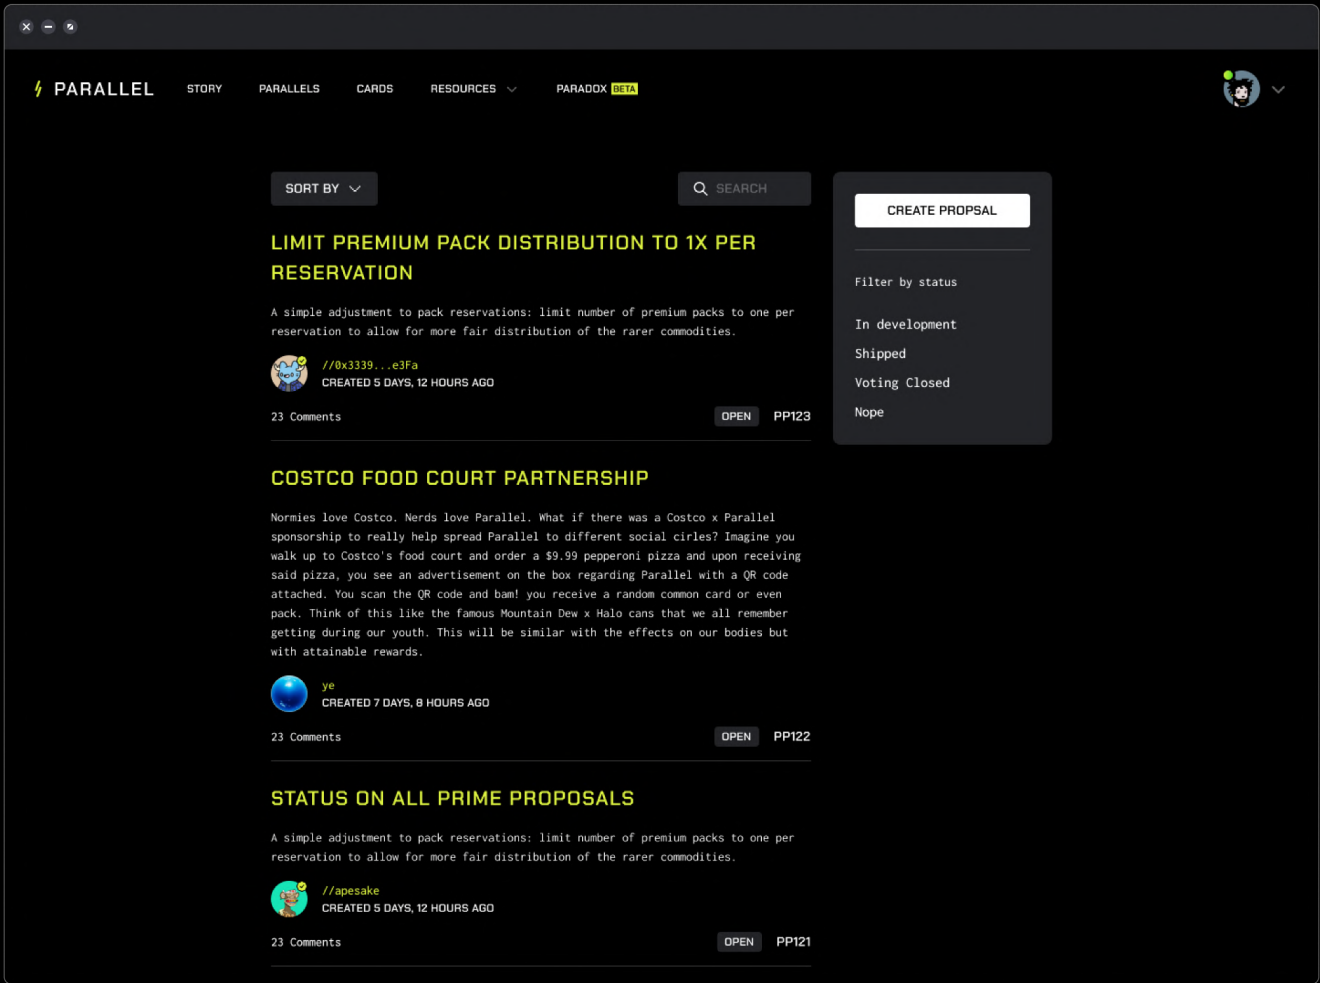 PARALLEL STORY PARALLELS CARDS RESOURCES PARADOX BETA
SORT BY
SEARCH
LIMIT PREMIUM PACK DISTRIBUTION TO 1X PER
RESERVATION
A simple adjustment to pack reservations: limit number of premium packs to one per
reservation to allow for more fair distribution of the rarer commodities.
//0x3339...e3Fa
CREATED 5 DAYS, 12 HOURS AGO
23 Comments OPEN PP123
COSTCO FOOD COURT PARTNERSHIP
Normies love Costco. Nerds love Parallel. What if there was a Costco x Parallel
sponsorship to really help spread Parallel to different social cirles? Imagine you
walk up to Costco's food court and order a $9.99 pepperoni pizza and upon receiving
said pizza, you see an advertisement on the box regarding Parallel with a QR code
attached. You scan the QR code and bam! you receive a random common card or even
pack. Think of this like the famous Mountain Dew x Halo cans that we all remember
getting during our youth. This will be similar with the effects on our bodies but
with attainable rewards.
ye
CREATED 7 DAYS, 8 HOURS AGO
23 Comments OPEN PP122
STATUS ON ALL PRIME PROPOSALS
A simple adjustment to pack reservations: limit number of premium packs to one per
reservation to allow for more fair distribution of the rarer commodities.
//apesake
CREATED 5 DAYS, 12 HOURS AGO
23 Comments OPEN PP121
CREATE PROPSAL
Filter by status
In development
Shipped
Voting Closed
Nope